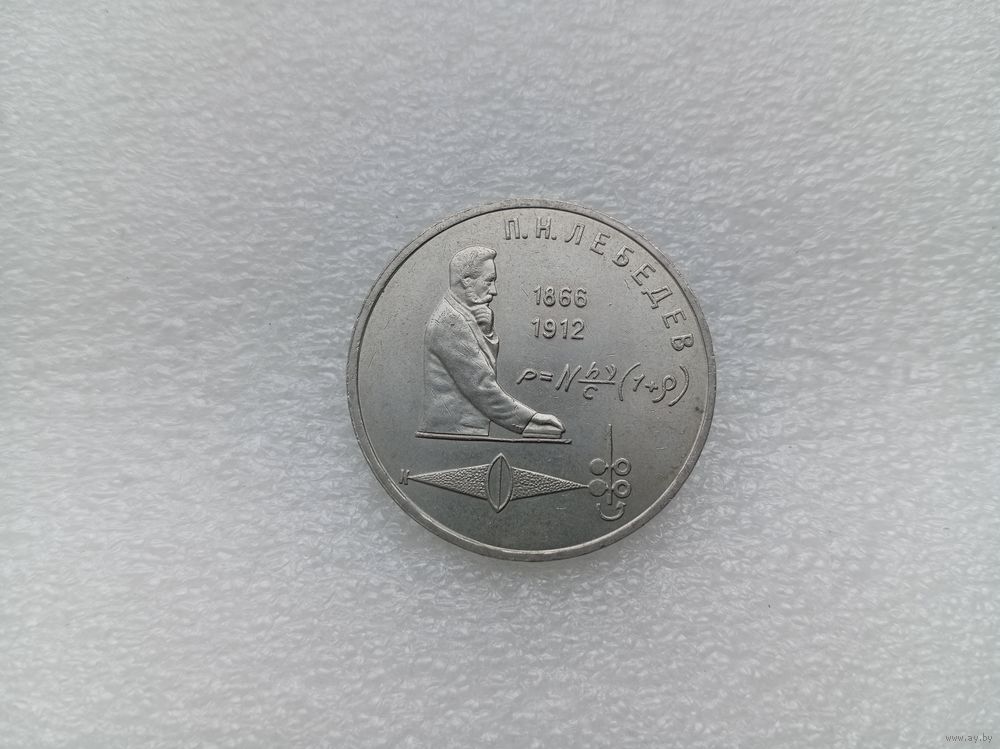 П.Н.ЛЕБЕДЕВ
1866
1912
p=N hν/c (1+ρ)
К
www.ay.by